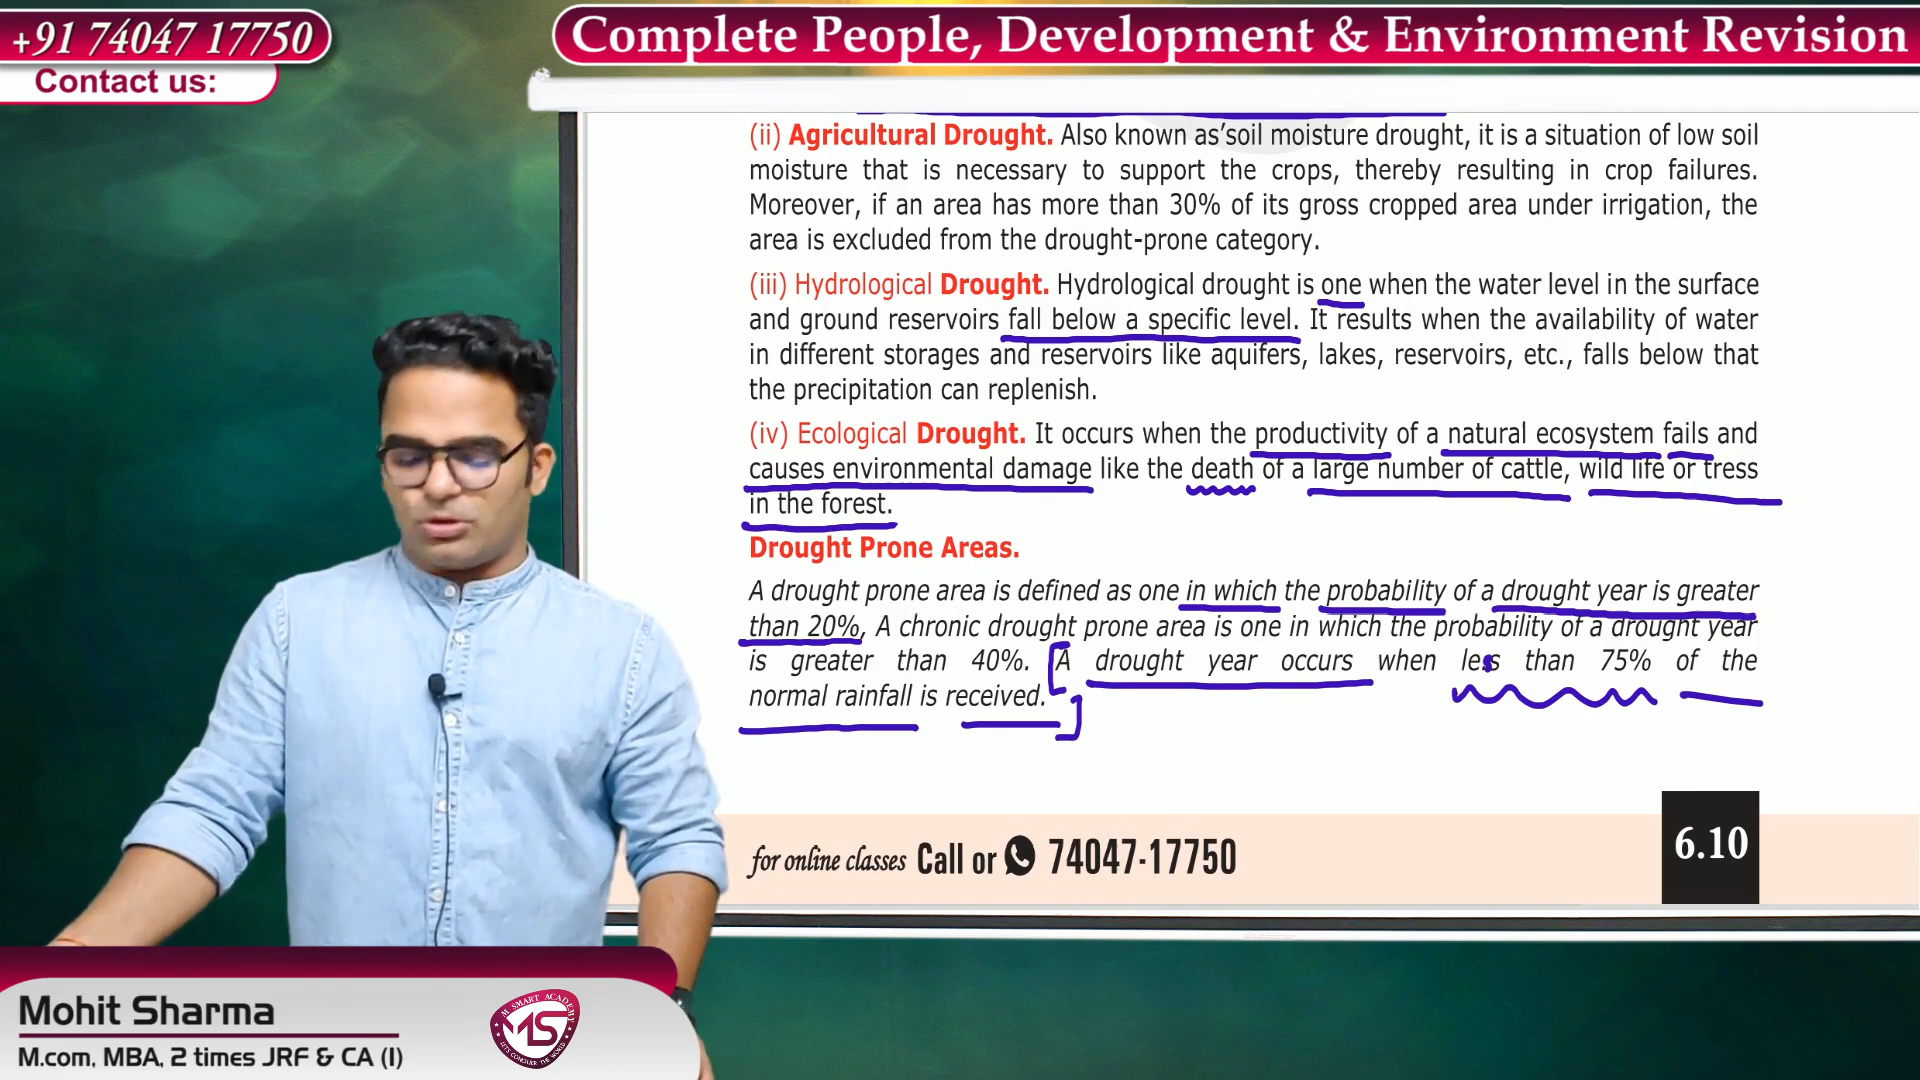 +91 74047 17750
Contact us:
Complete People, Development & Environment Revision
(ii) Agricultural Drought. Also known as'soil moisture drought, it is a situation of low soil
moisture that is necessary to support the crops, thereby resulting in crop failures.
Moreover, if an area has more than 30% of its gross cropped area under irrigation, the
area is excluded from the drought-prone category.
(iii) Hydrological Drought. Hydrological drought is one when the water level in the surface
and ground reservoirs fall below a specific level. It results when the availability of water
in different storages and reservoirs like aquifers, lakes, reservoirs, etc., falls below that
the precipitation can replenish.
(iv) Ecological Drought. It occurs when the productivity of a natural ecosystem fails and
causes environmental damage like the death of a large number of cattle, wild life or tress
in the forest.
Drought Prone Areas.
A drought prone area is defined as one in which the probability of a drought year is greater
than 20%, A chronic drought prone area is one in which the probability of a drought year
is greater than 40%. A drought year occurs when less than 75% of the
normal rainfall is received.
for online classes Call or 74047-17750
6.10
Mohit Sharma
M.com, MBA, 2 times JRF & CA (I)
M SMART ACADEMY
MS
LETS CONQUER THE WORLD